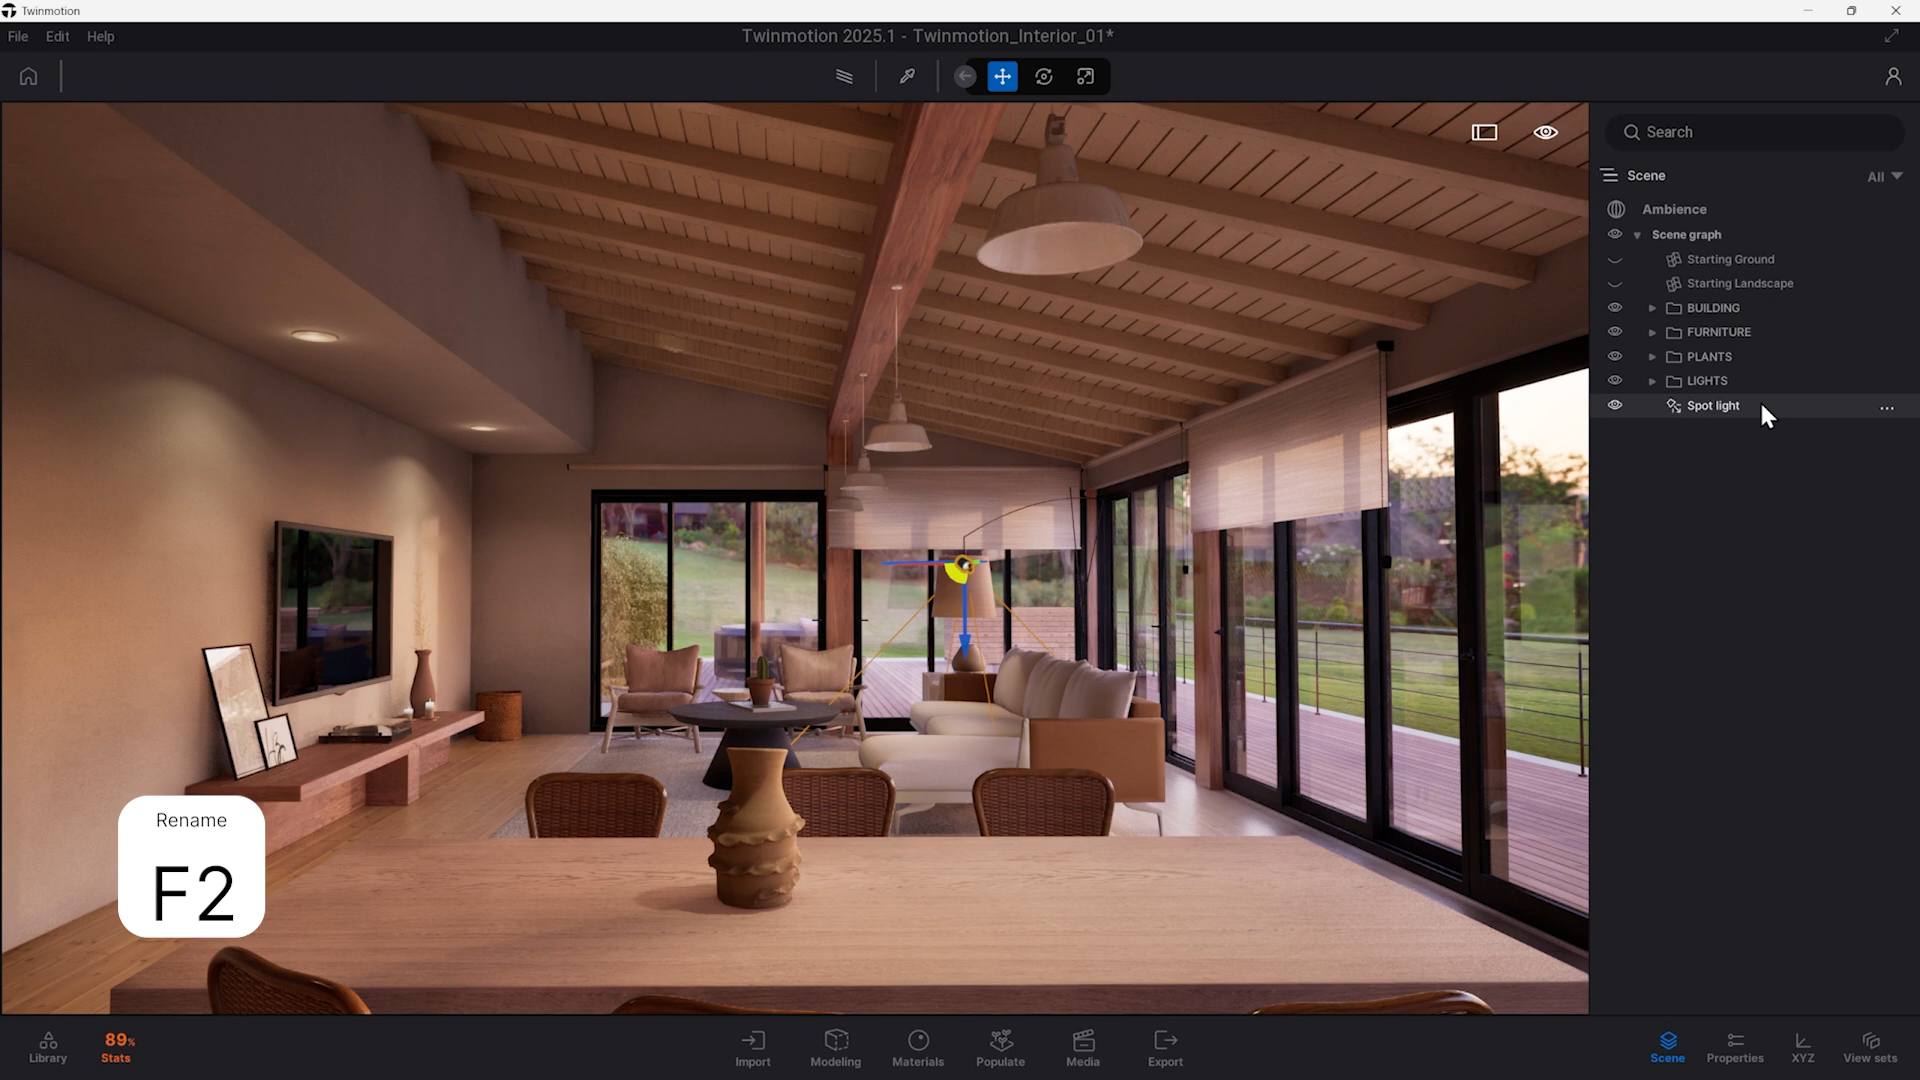 Twinmotion
File Edit Help
Twinmotion 2025.1 - Twinmotion_Interior_01*
Search
Scene
All
Ambience
Scene graph
Starting Ground
Starting Landscape
BUILDING
FURNITURE
PLANTS
LIGHTS
Spot light
...
Rename
F2
Library
89%
Stats
Import
Modeling
Materials
Populate
Media
Export
Scene
Properties
XYZ
View sets